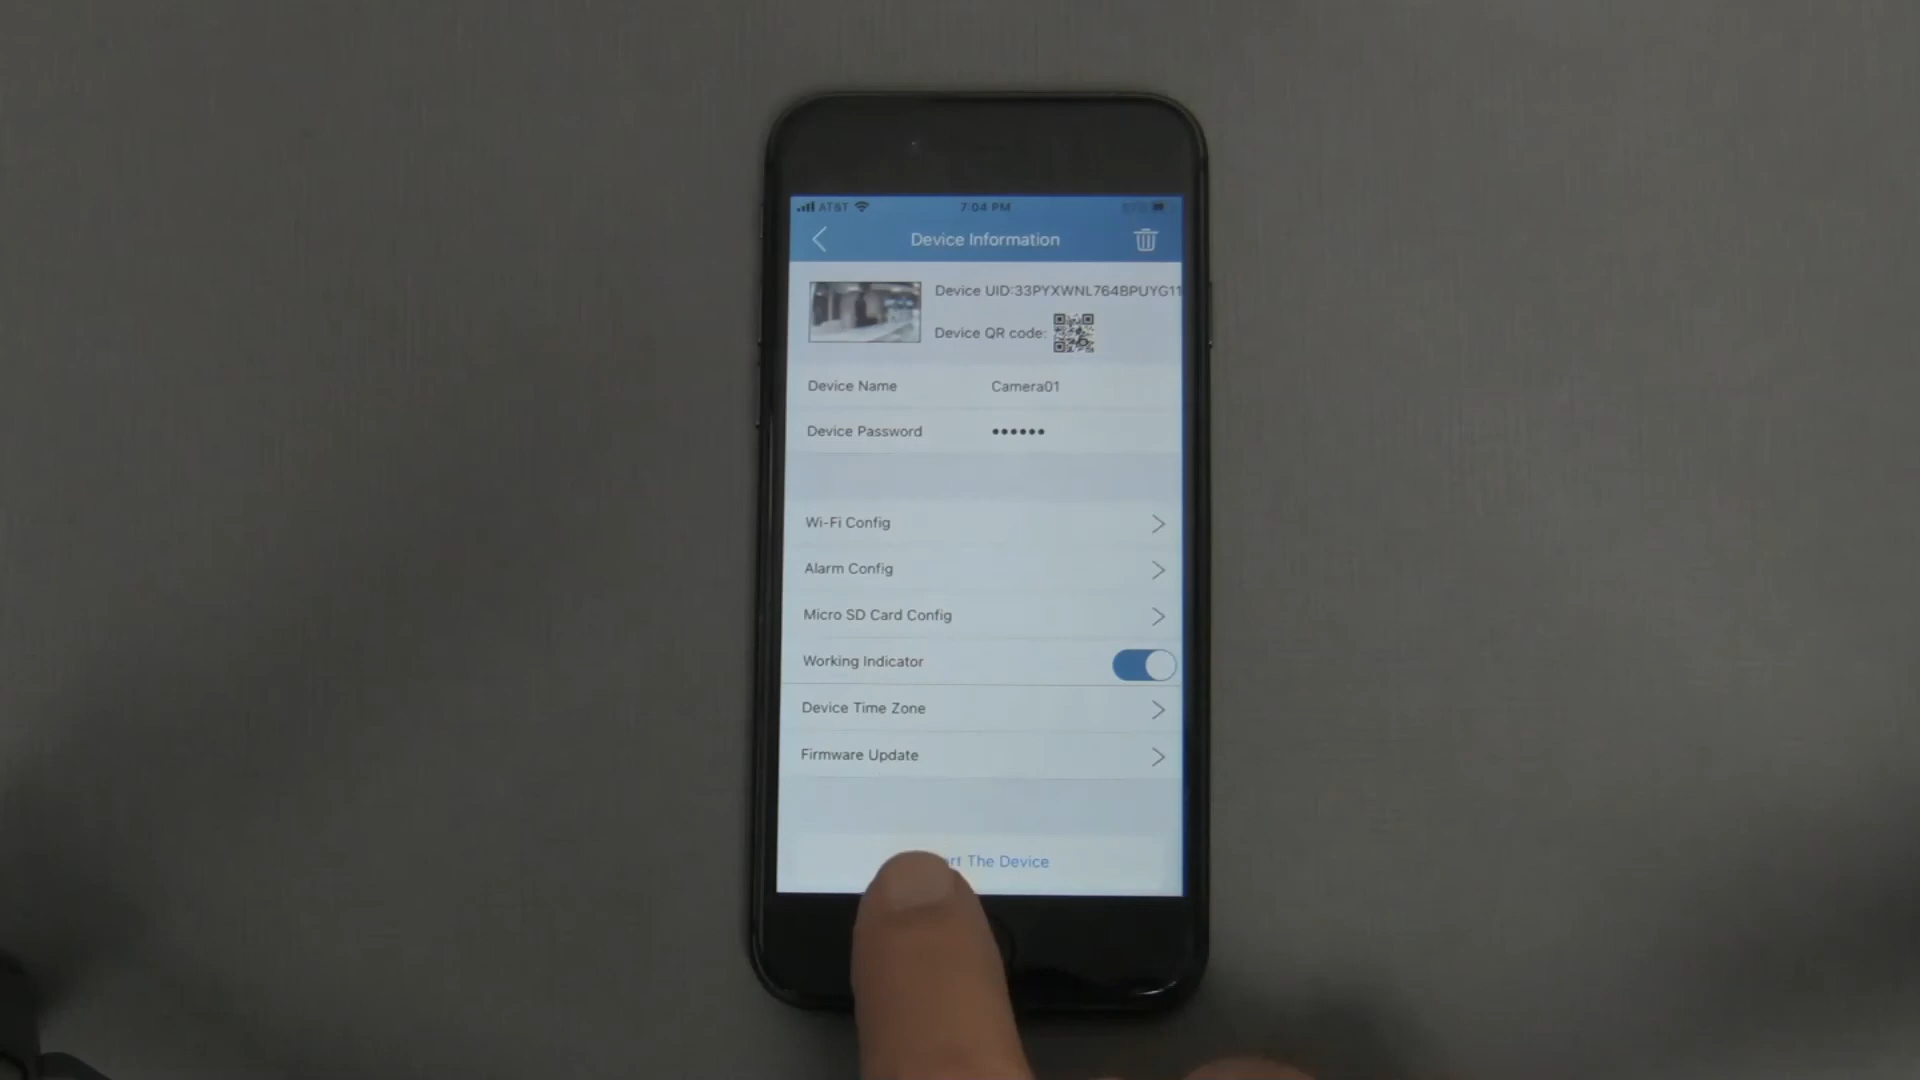 AT&T 7:04 PM
Device Information
Device UID:33PYXWNL764BPUYG11
Device QR code:
Device Name Camera01
Device Password ••••••
Wi-Fi Config
Alarm Config
Micro SD Card Config
Working Indicator
Device Time Zone
Firmware Update
The Device